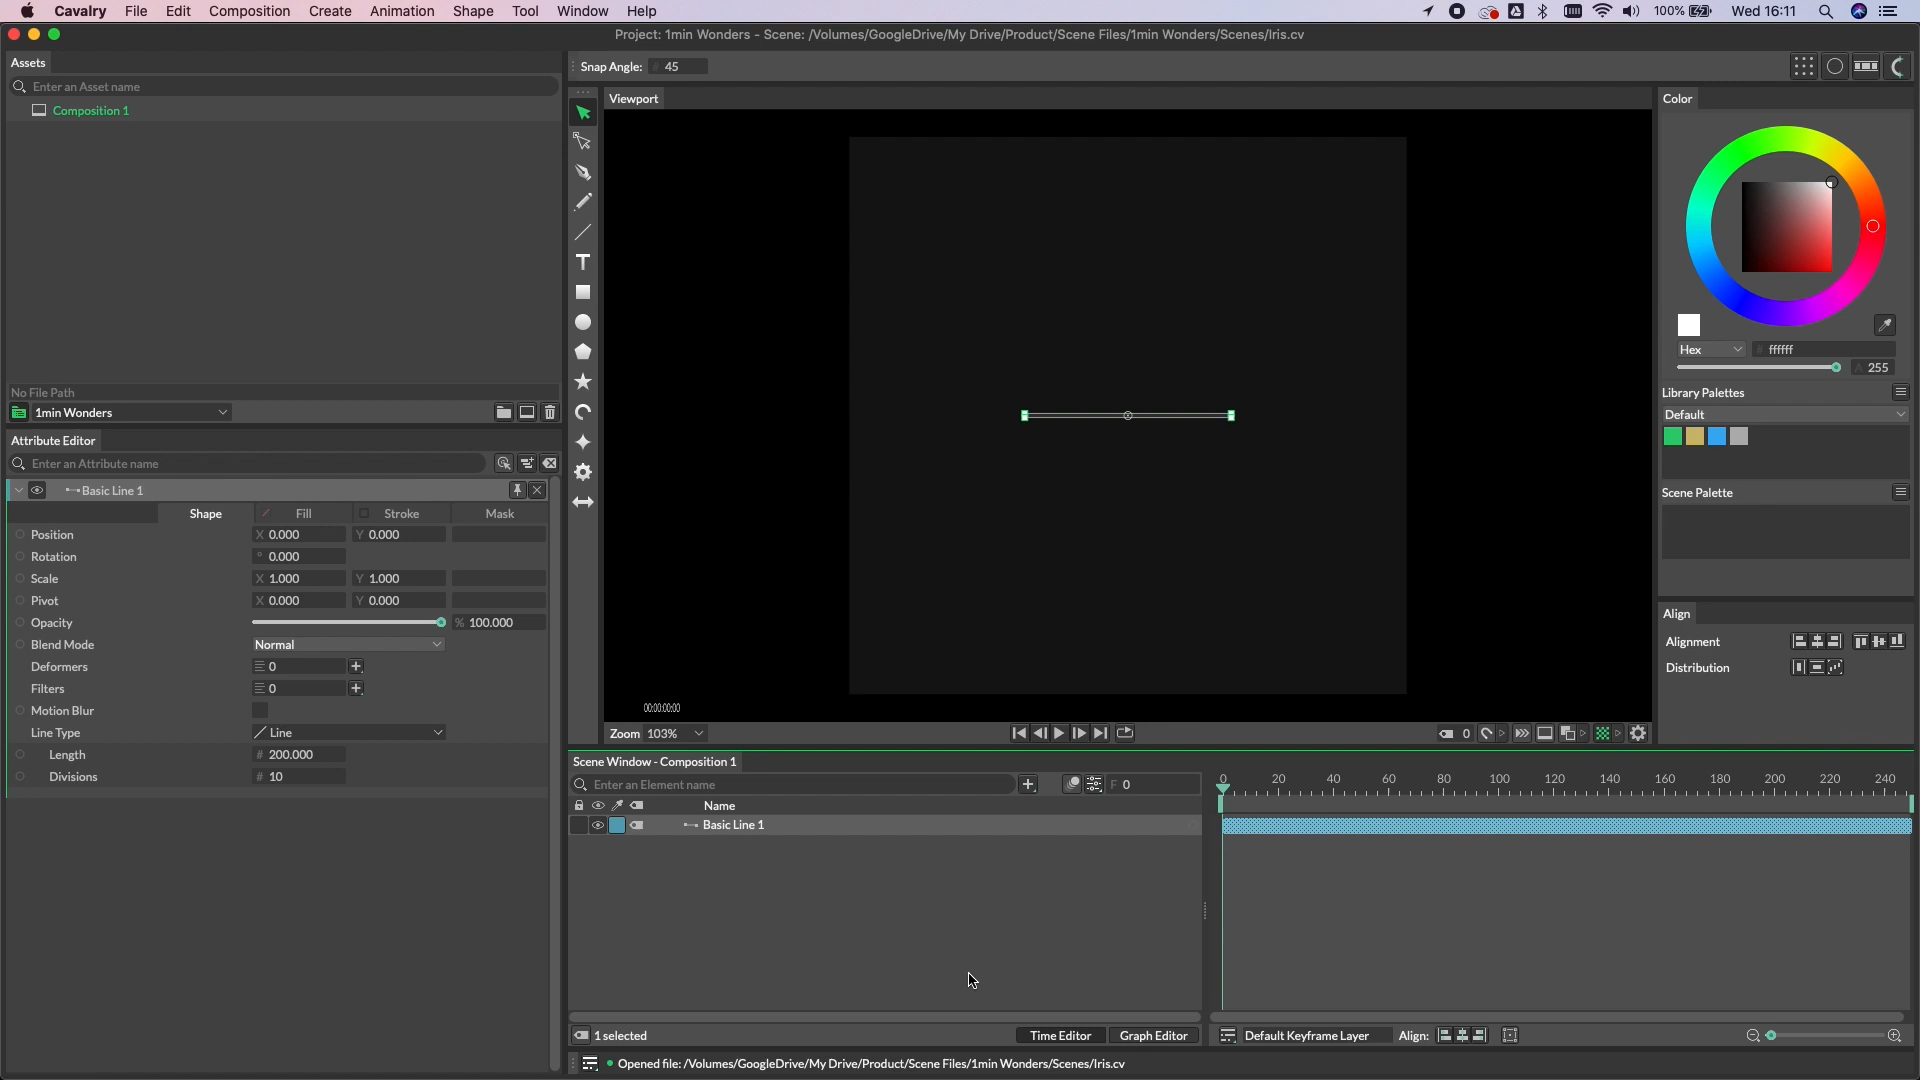 Cavalry File Edit Composition Create Animation Shape Tool Window Help 100% Wed 16:11
Project: 1min Wonders - Scene: /Volumes/GoogleDrive/My Drive/Product/Scene Files/1min Wonders/Scenes/Iris.cv
Assets
Enter an Asset name
Composition 1
No File Path
1min Wonders
Attribute Editor
Enter an Attribute name
Basic Line 1
Shape Fill Stroke Mask
Position X 0.000 Y 0.000
Rotation ° 0.000
Scale X 1.000 Y 1.000
Pivot X 0.000 Y 0.000
Opacity % 100.000
Blend Mode Normal
Deformers 0 +
Filters 0 +
Motion Blur
Line Type Line
Length # 200.000
Divisions # 10
Snap Angle: # 45
Viewport
T
00:00:00:00
Zoom 103%
0
Color
Hex # ffffff
A 255
Library Palettes
Default
Scene Palette
Align
Alignment
Distribution
Scene Window - Composition 1
Enter an Element name + F 0
Name
Basic Line 1
0 20 40 60 80 100 120 140 160 180 200 220 240
1 selected Time Editor Graph Editor Default Keyframe Layer Align:
Opened file: /Volumes/GoogleDrive/My Drive/Product/Scene Files/1min Wonders/Scenes/Iris.cv